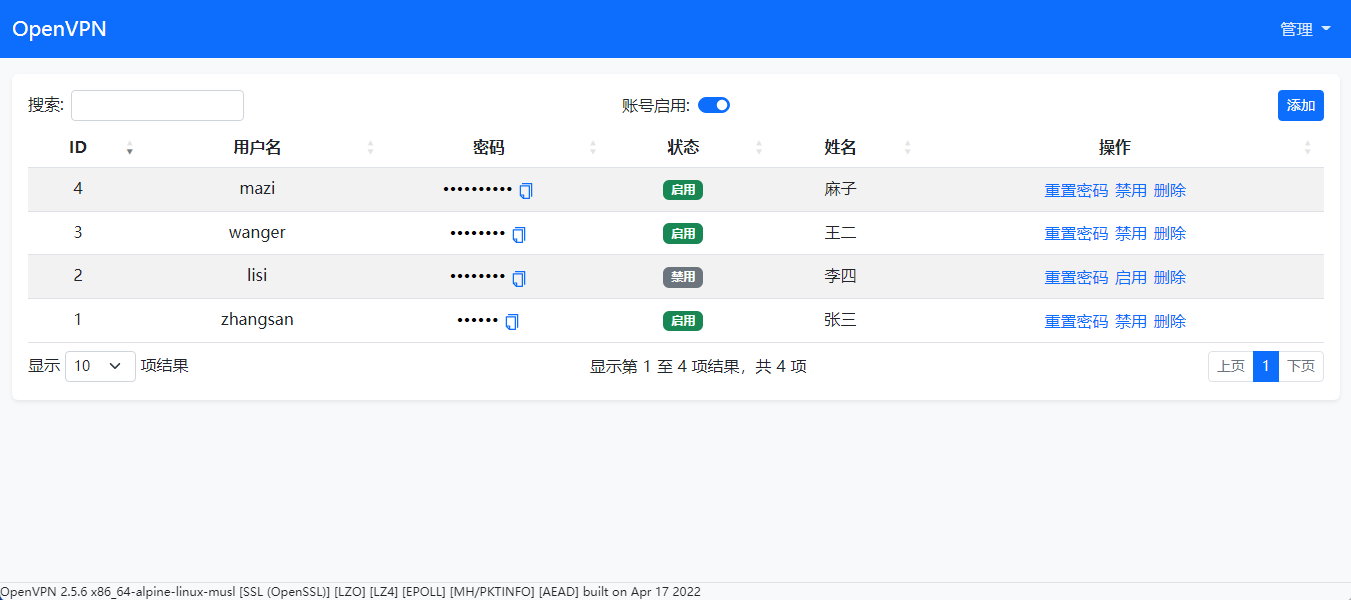 OpenVPN 管理
搜索: 账号启用: 添加
ID 用户名 密码 状态 姓名 操作
4 mazi •••••••••• 启用 麻子 重置密码 禁用 删除
3 wanger •••••••• 启用 王二 重置密码 禁用 删除
2 lisi •••••••• 禁用 李四 重置密码 启用 删除
1 zhangsan •••••• 启用 张三 重置密码 禁用 删除
显示 10 项结果 显示第 1 至 4 项结果，共 4 项 上页 1 下页
OpenVPN 2.5.6 x86_64-alpine-linux-musl [SSL (OpenSSL)] [LZO] [LZ4] [EPOLL] [MH/PKTINFO] [AEAD] built on Apr 17 2022